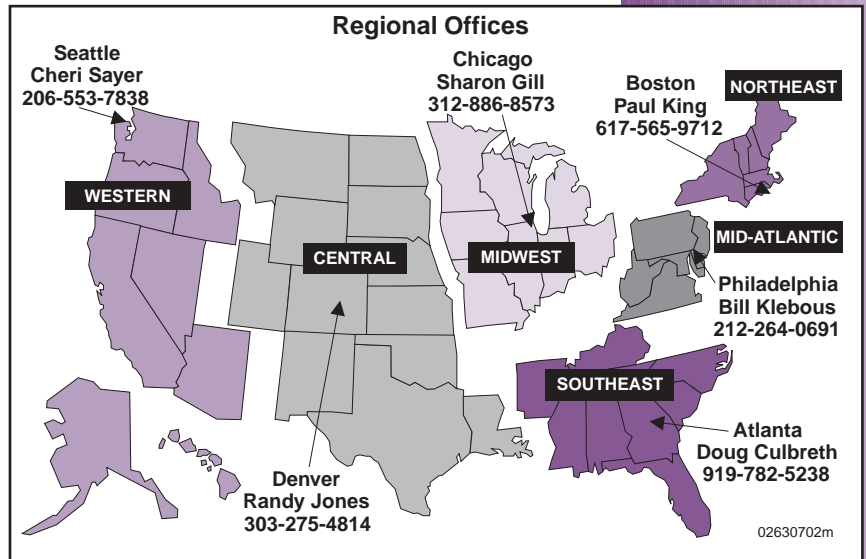 Regional Offices
Seattle
Cheri Sayer
206-553-7838
Chicago
Sharon Gill
312-886-8573
Boston
Paul King
617-565-9712
NORTHEAST
WESTERN
CENTRAL
MIDWEST
MID-ATLANTIC
Philadelphia
Bill Klebous
212-264-0691
SOUTHEAST
Atlanta
Doug Culbreth
919-782-5238
Denver
Randy Jones
303-275-4814
02630702m